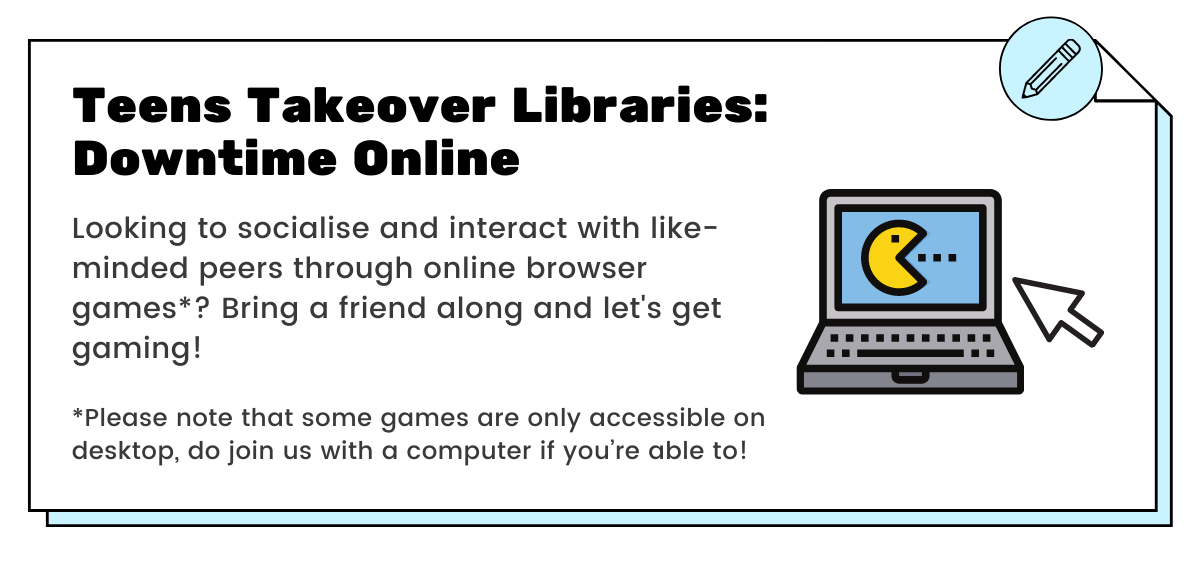 Teens Takeover Libraries:
Downtime Online
Looking to socialise and interact with like-
minded peers through online browser
games*? Bring a friend along and let's get
gaming!
*Please note that some games are only accessible on
desktop, do join us with a computer if you’re able to!